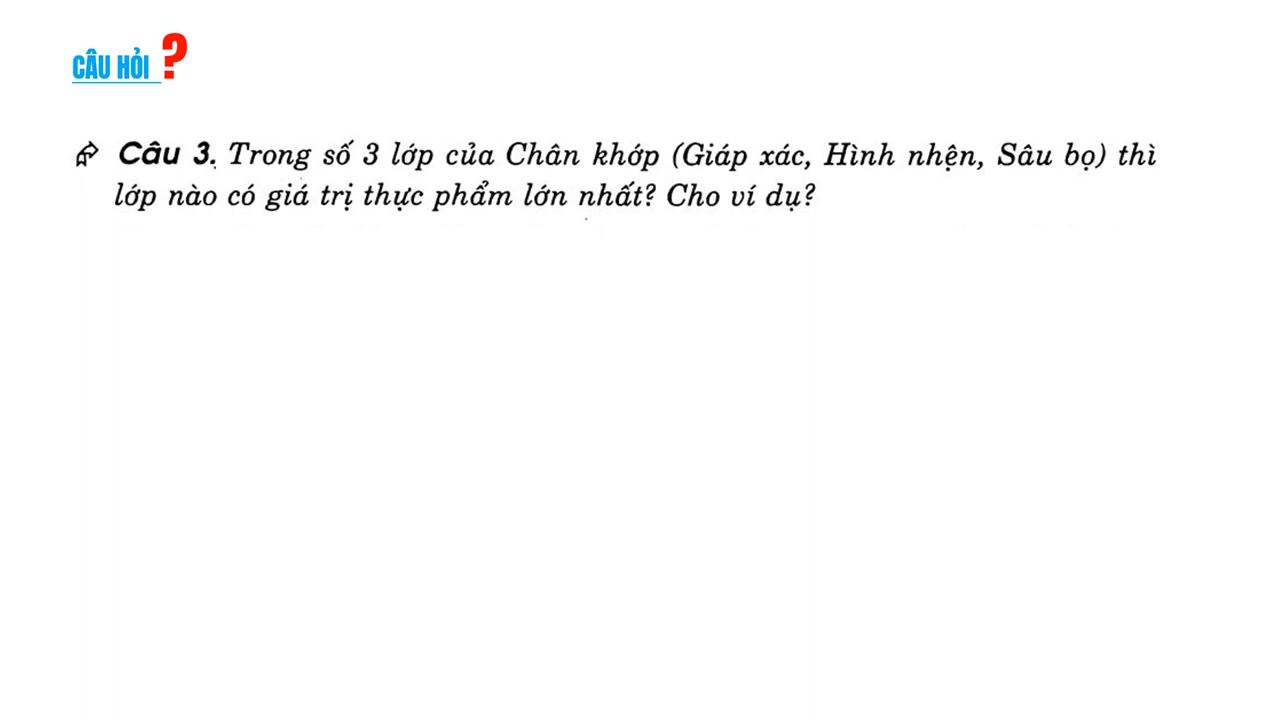 CÂU HỎI ?
Câu 3. Trong số 3 lớp của Chân khớp (Giáp xác, Hình nhện, Sâu bọ) thì
lớp nào có giá trị thực phẩm lớn nhất? Cho ví dụ?